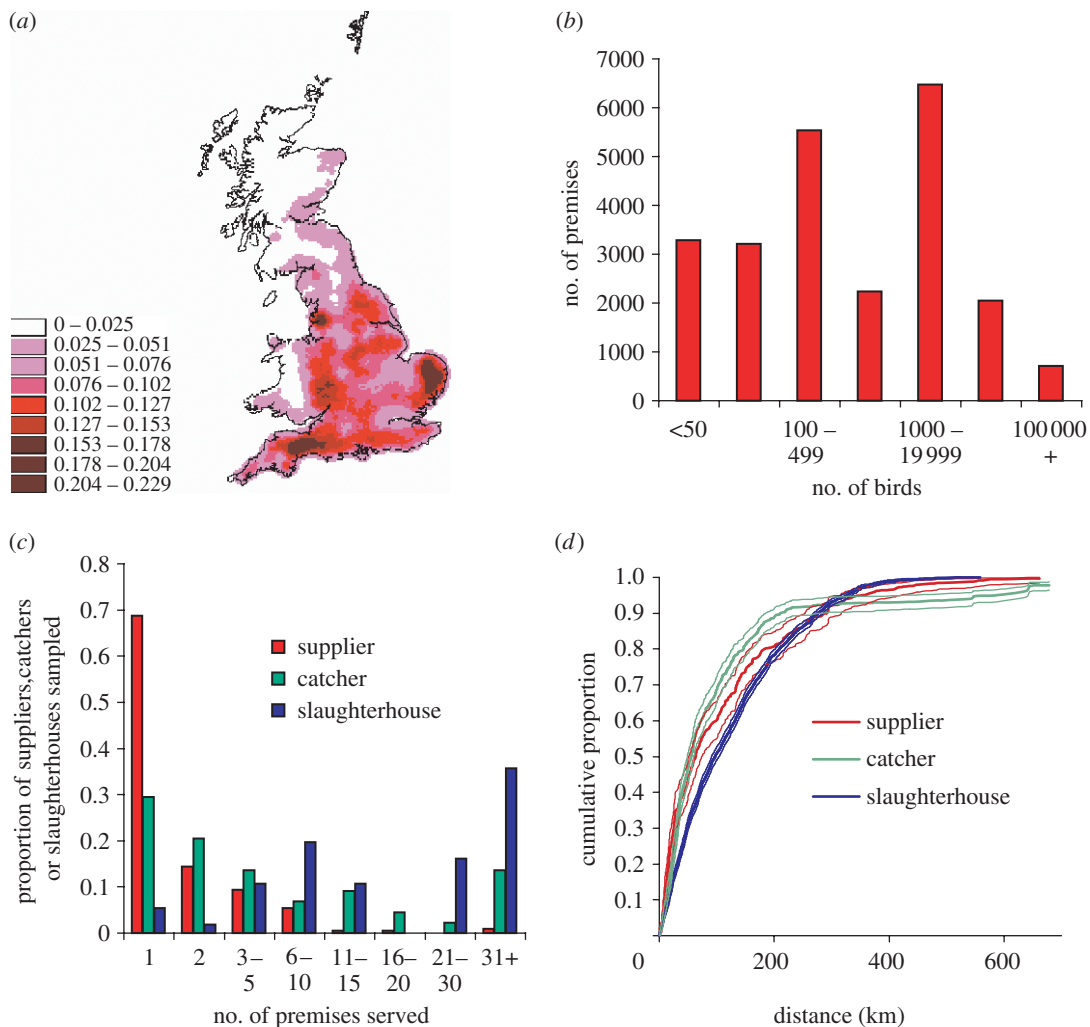 (a)
0 – 0.025
0.025 – 0.051
0.051 – 0.076
0.076 – 0.102
0.102 – 0.127
0.127 – 0.153
0.153 – 0.178
0.178 – 0.204
0.204 – 0.229
(b)
7000
6000
5000
4000
3000
2000
1000
0
no. of premises
<50
100 –
499
1000 –
19 999
100 000
+
no. of birds
(c)
0.8
0.7
0.6
0.5
0.4
0.3
0.2
0.1
0
proportion of suppliers,catchers
or slaughterhouses sampled
supplier
catcher
slaughterhouse
1
2
3 –
5
6 –
10
11 –
15
16 –
20
21 –
30
31+
no. of premises served
(d)
1.0
0.9
0.8
0.7
0.6
0.5
0.4
0.3
0.2
0.1
cumulative proportion
supplier
catcher
slaughterhouse
0
200
400
600
distance (km)